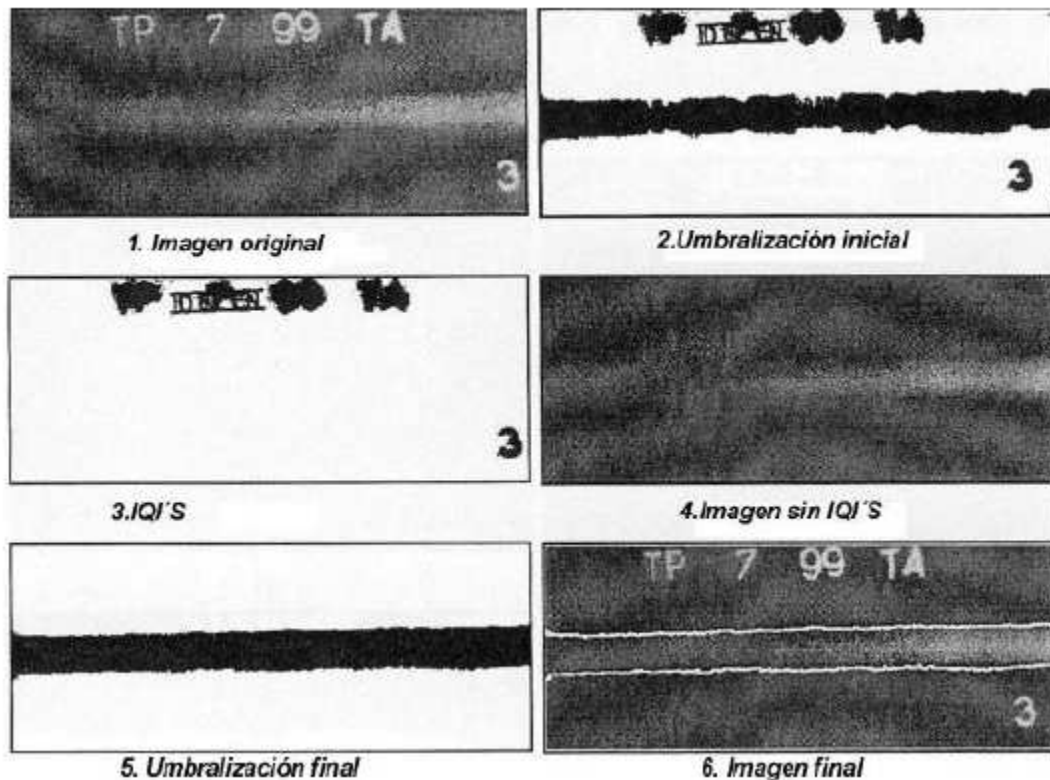 TP 7 99 TA
3
1. Imagen original
3
2.Umbralización inicial
3
3.IQI´S
4.Imagen sin IQI´S
5. Umbralización final
TP 7 99 TA
3
6. Imagen final